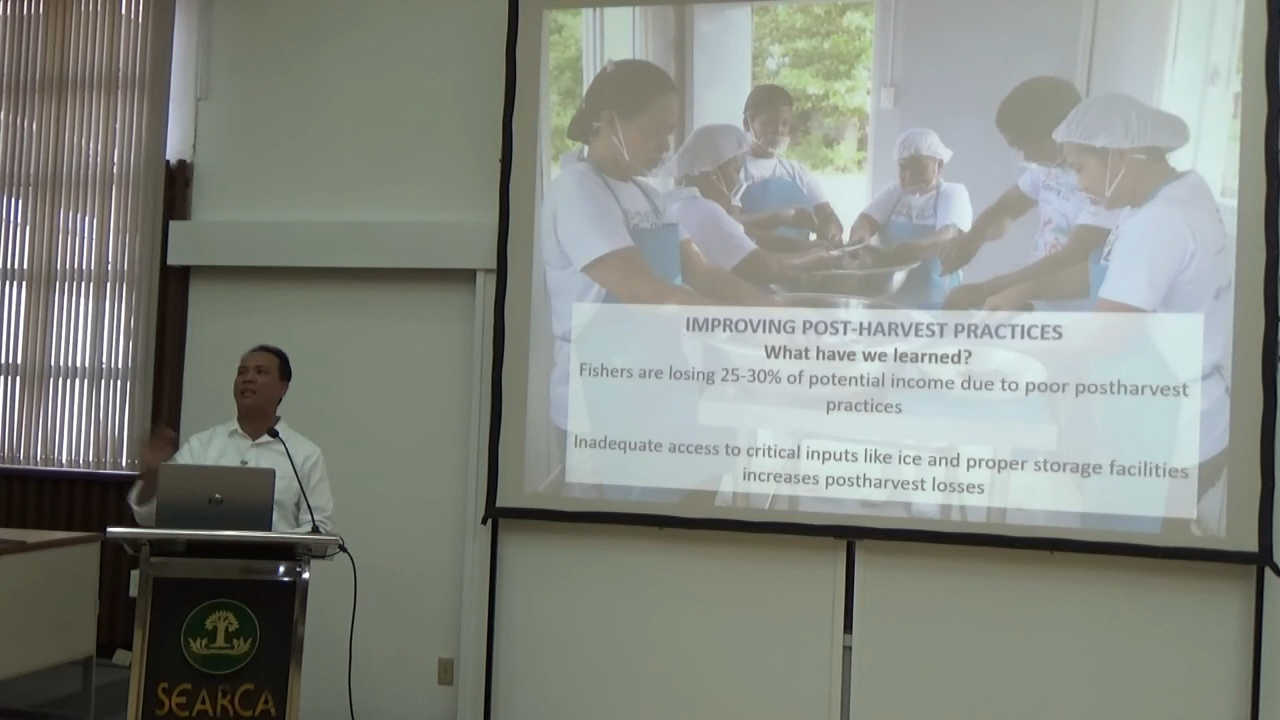 IMPROVING POST-HARVEST PRACTICES
What have we learned?
Fishers are losing 25-30% of potential income due to poor postharvest
practices
Inadequate access to critical inputs like ice and proper storage facilities
increases postharvest losses
SEARCA